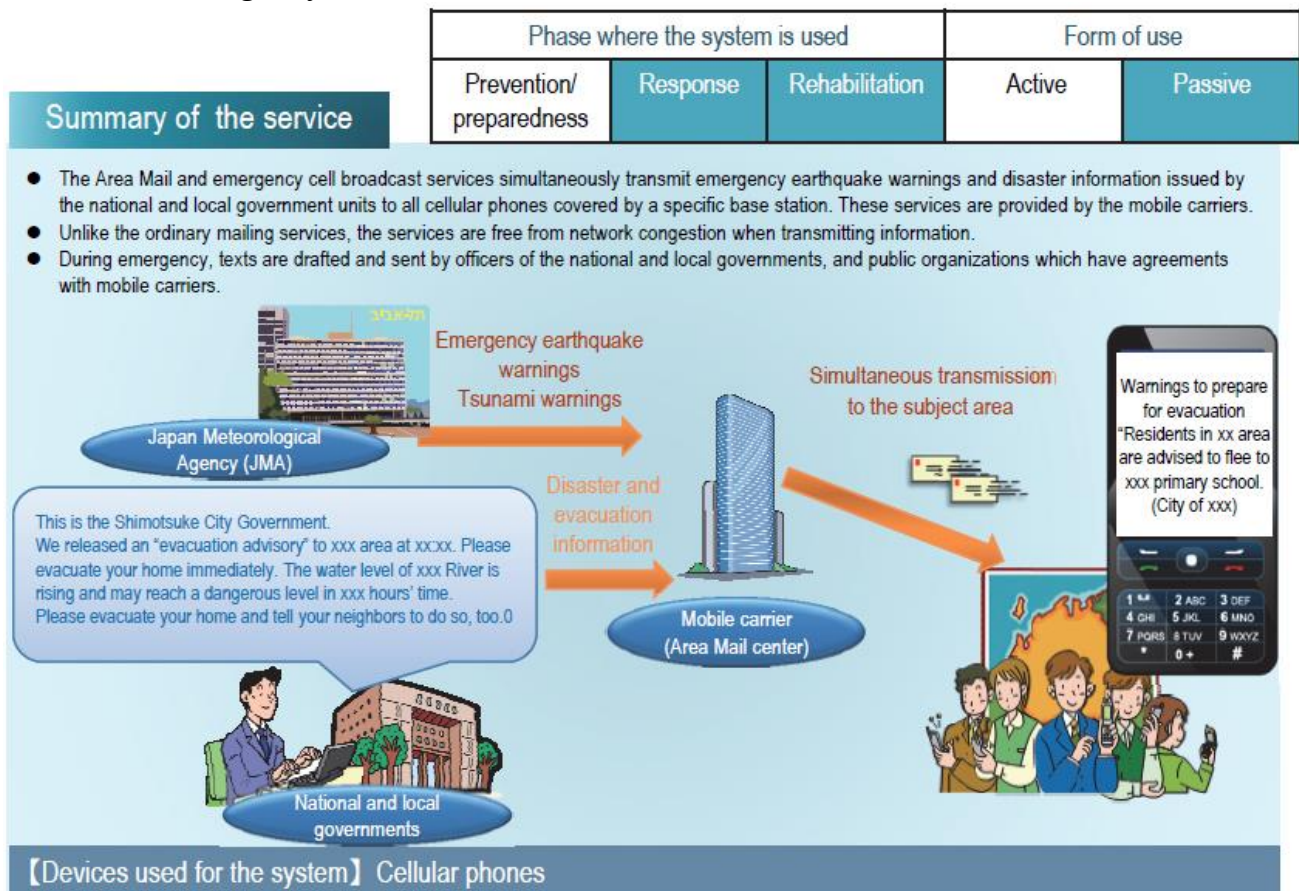 Phase where the system is used
Form of use
Prevention/
preparedness
Response
Rehabilitation
Active
Passive
Summary of the service
● The Area Mail and emergency cell broadcast services simultaneously transmit emergency earthquake warnings and disaster information issued by
the national and local government units to all cellular phones covered by a specific base station. These services are provided by the mobile carriers.
● Unlike the ordinary mailing services, the services are free from network congestion when transmitting information.
● During emergency, texts are drafted and sent by officers of the national and local governments, and public organizations which have agreements
with mobile carriers.
תל-אביב
Emergency earthquake
warnings
Tsunami warnings
Japan Meteorological
Agency (JMA)
Simultaneous transmission
to the subject area
Warnings to prepare
for evacuation
"Residents in xx area
are advised to flee to
xxx primary school.
(City of xxx)
Disaster and
evacuation
information
This is the Shimotsuke City Government.
We released an "evacuation advisory" to xxx area at xx:xx. Please
evacuate your home immediately. The water level of xxx River is
rising and may reach a dangerous level in xxx hours' time.
Please evacuate your home and tell your neighbors to do so, too.0
Mobile carrier
(Area Mail center)
1 2 ABC 3 DEF
4 GHI 5 JKL 6 MNO
7 PQRS 8 TUV 9 WXYZ
* 0 + #
National and local
governments
【Devices used for the system】Cellular phones